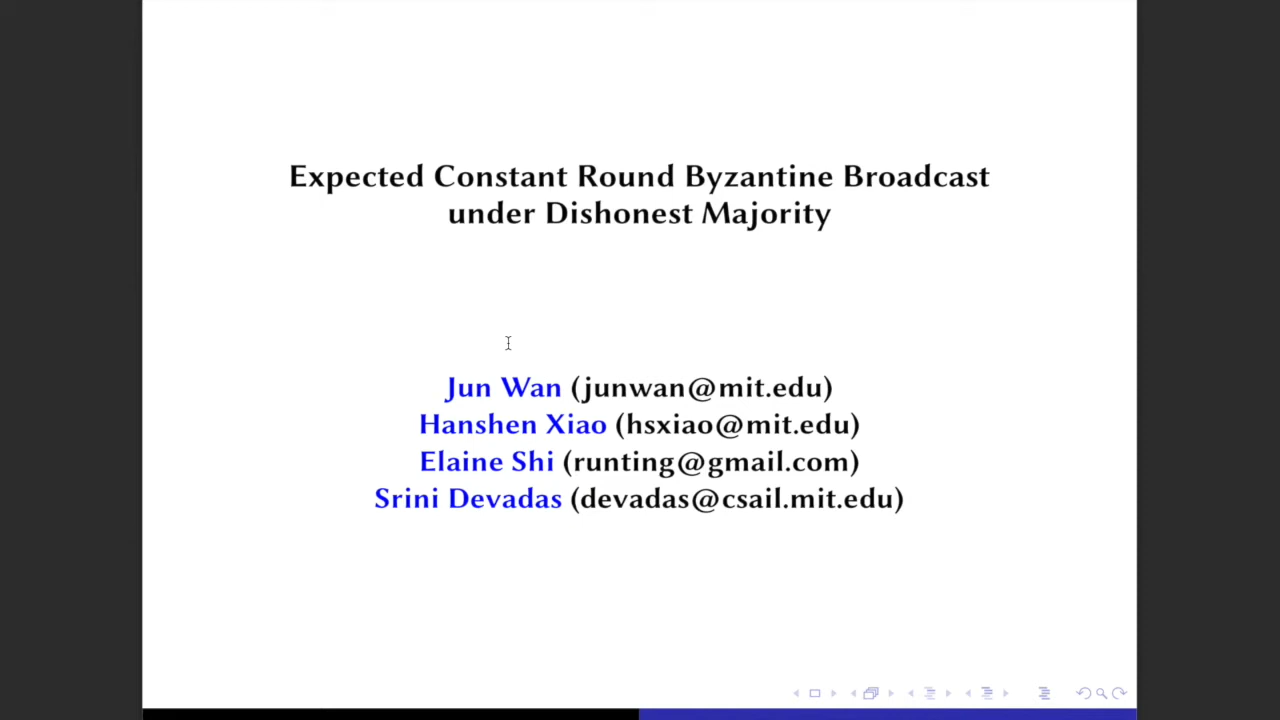 Expected Constant Round Byzantine Broadcast
under Dishonest Majority
Jun Wan (junwan@mit.edu)
Hanshen Xiao (hsxiao@mit.edu)
Elaine Shi (runting@gmail.com)
Srini Devadas (devadas@csail.mit.edu)